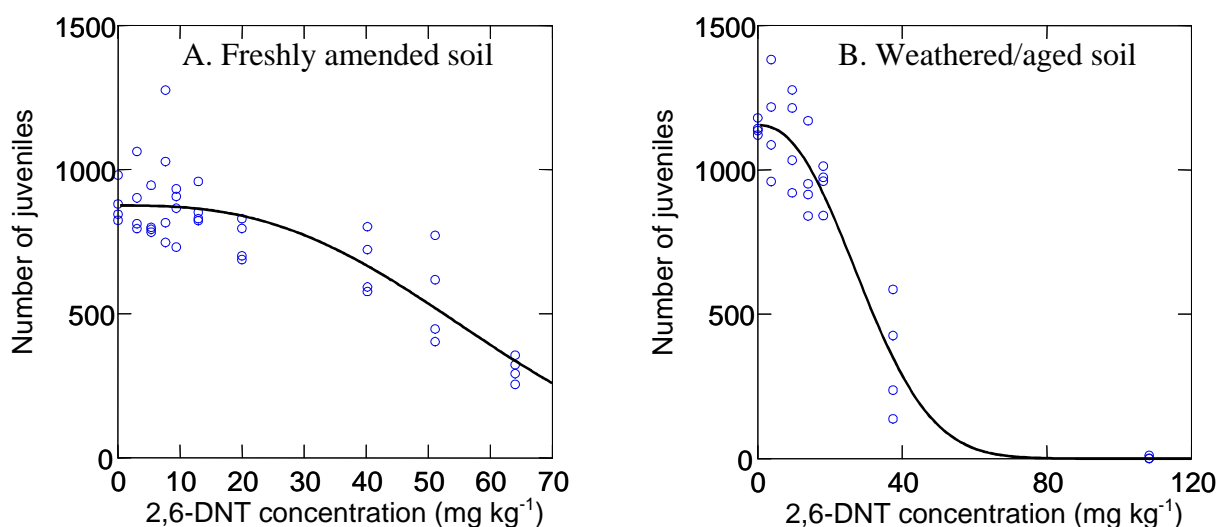 A. Freshly amended soil
Number of juveniles
1500
1000
500
0
0 10 20 30 40 50 60 70
2,6-DNT concentration (mg kg⁻¹)
B. Weathered/aged soil
Number of juveniles
1500
1000
500
0
0 40 80 120
2,6-DNT concentration (mg kg⁻¹)